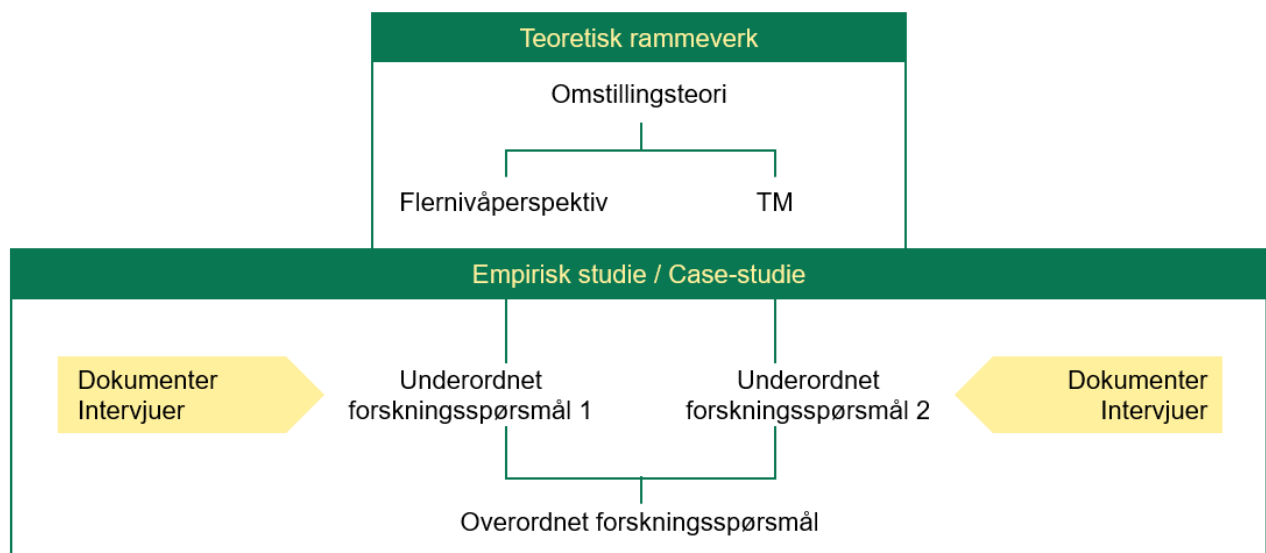 Teoretisk rammeverk
Omstillingsteori
Flernivåperspektiv
TM
Empirisk studie / Case-studie
Dokumenter
Intervjuer
Underordnet
forskningsspørsmål 1
Underordnet
forskningsspørsmål 2
Dokumenter
Intervjuer
Overordnet forskningsspørsmål